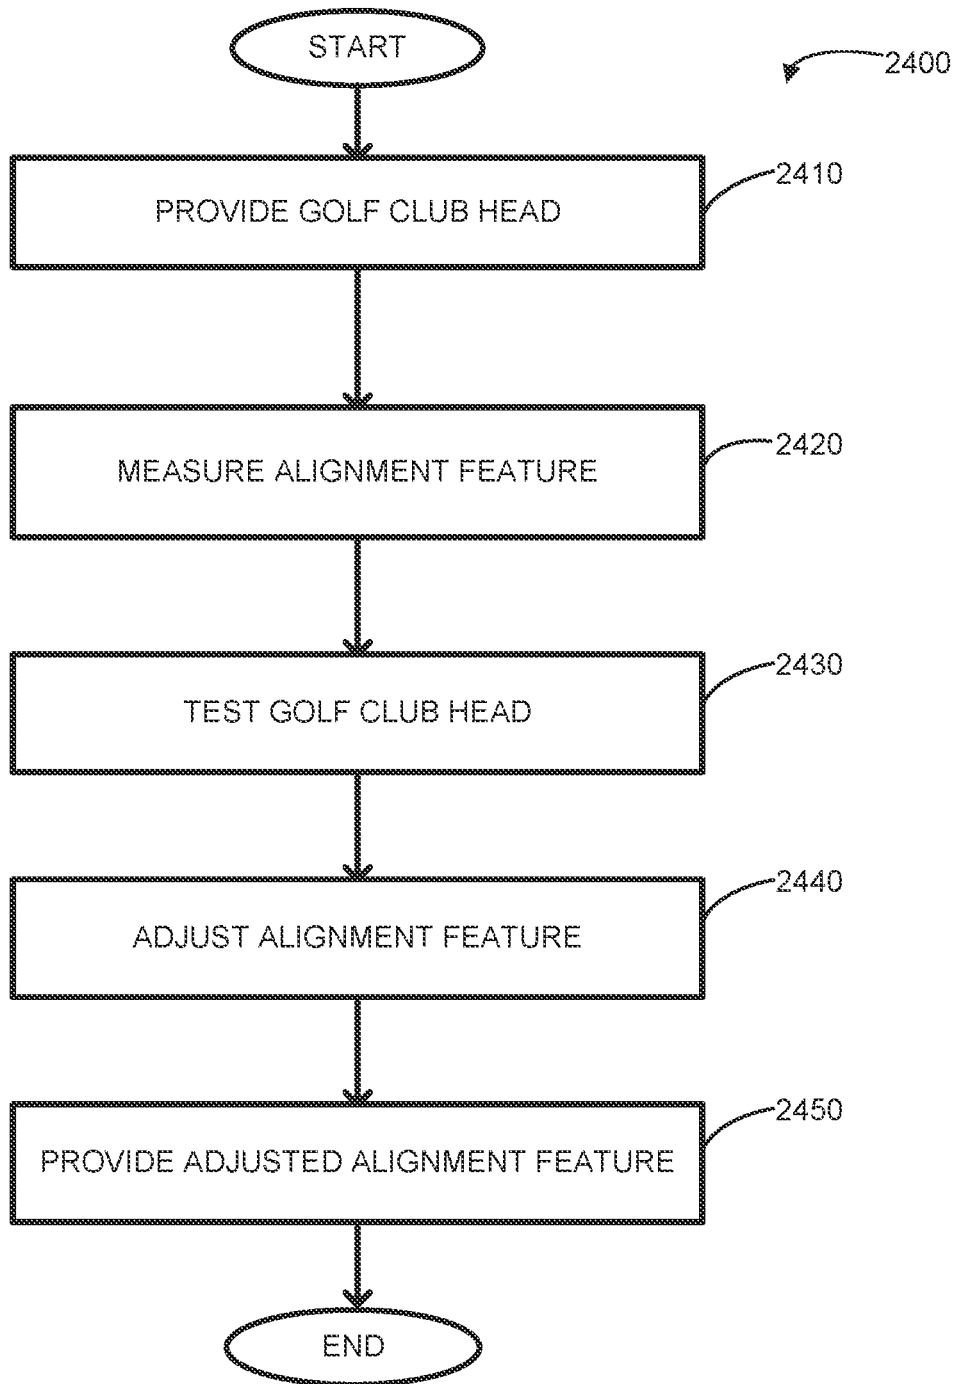 START
2400
PROVIDE GOLF CLUB HEAD
2410
MEASURE ALIGNMENT FEATURE
2420
TEST GOLF CLUB HEAD
2430
ADJUST ALIGNMENT FEATURE
2440
PROVIDE ADJUSTED ALIGNMENT FEATURE
2450
END